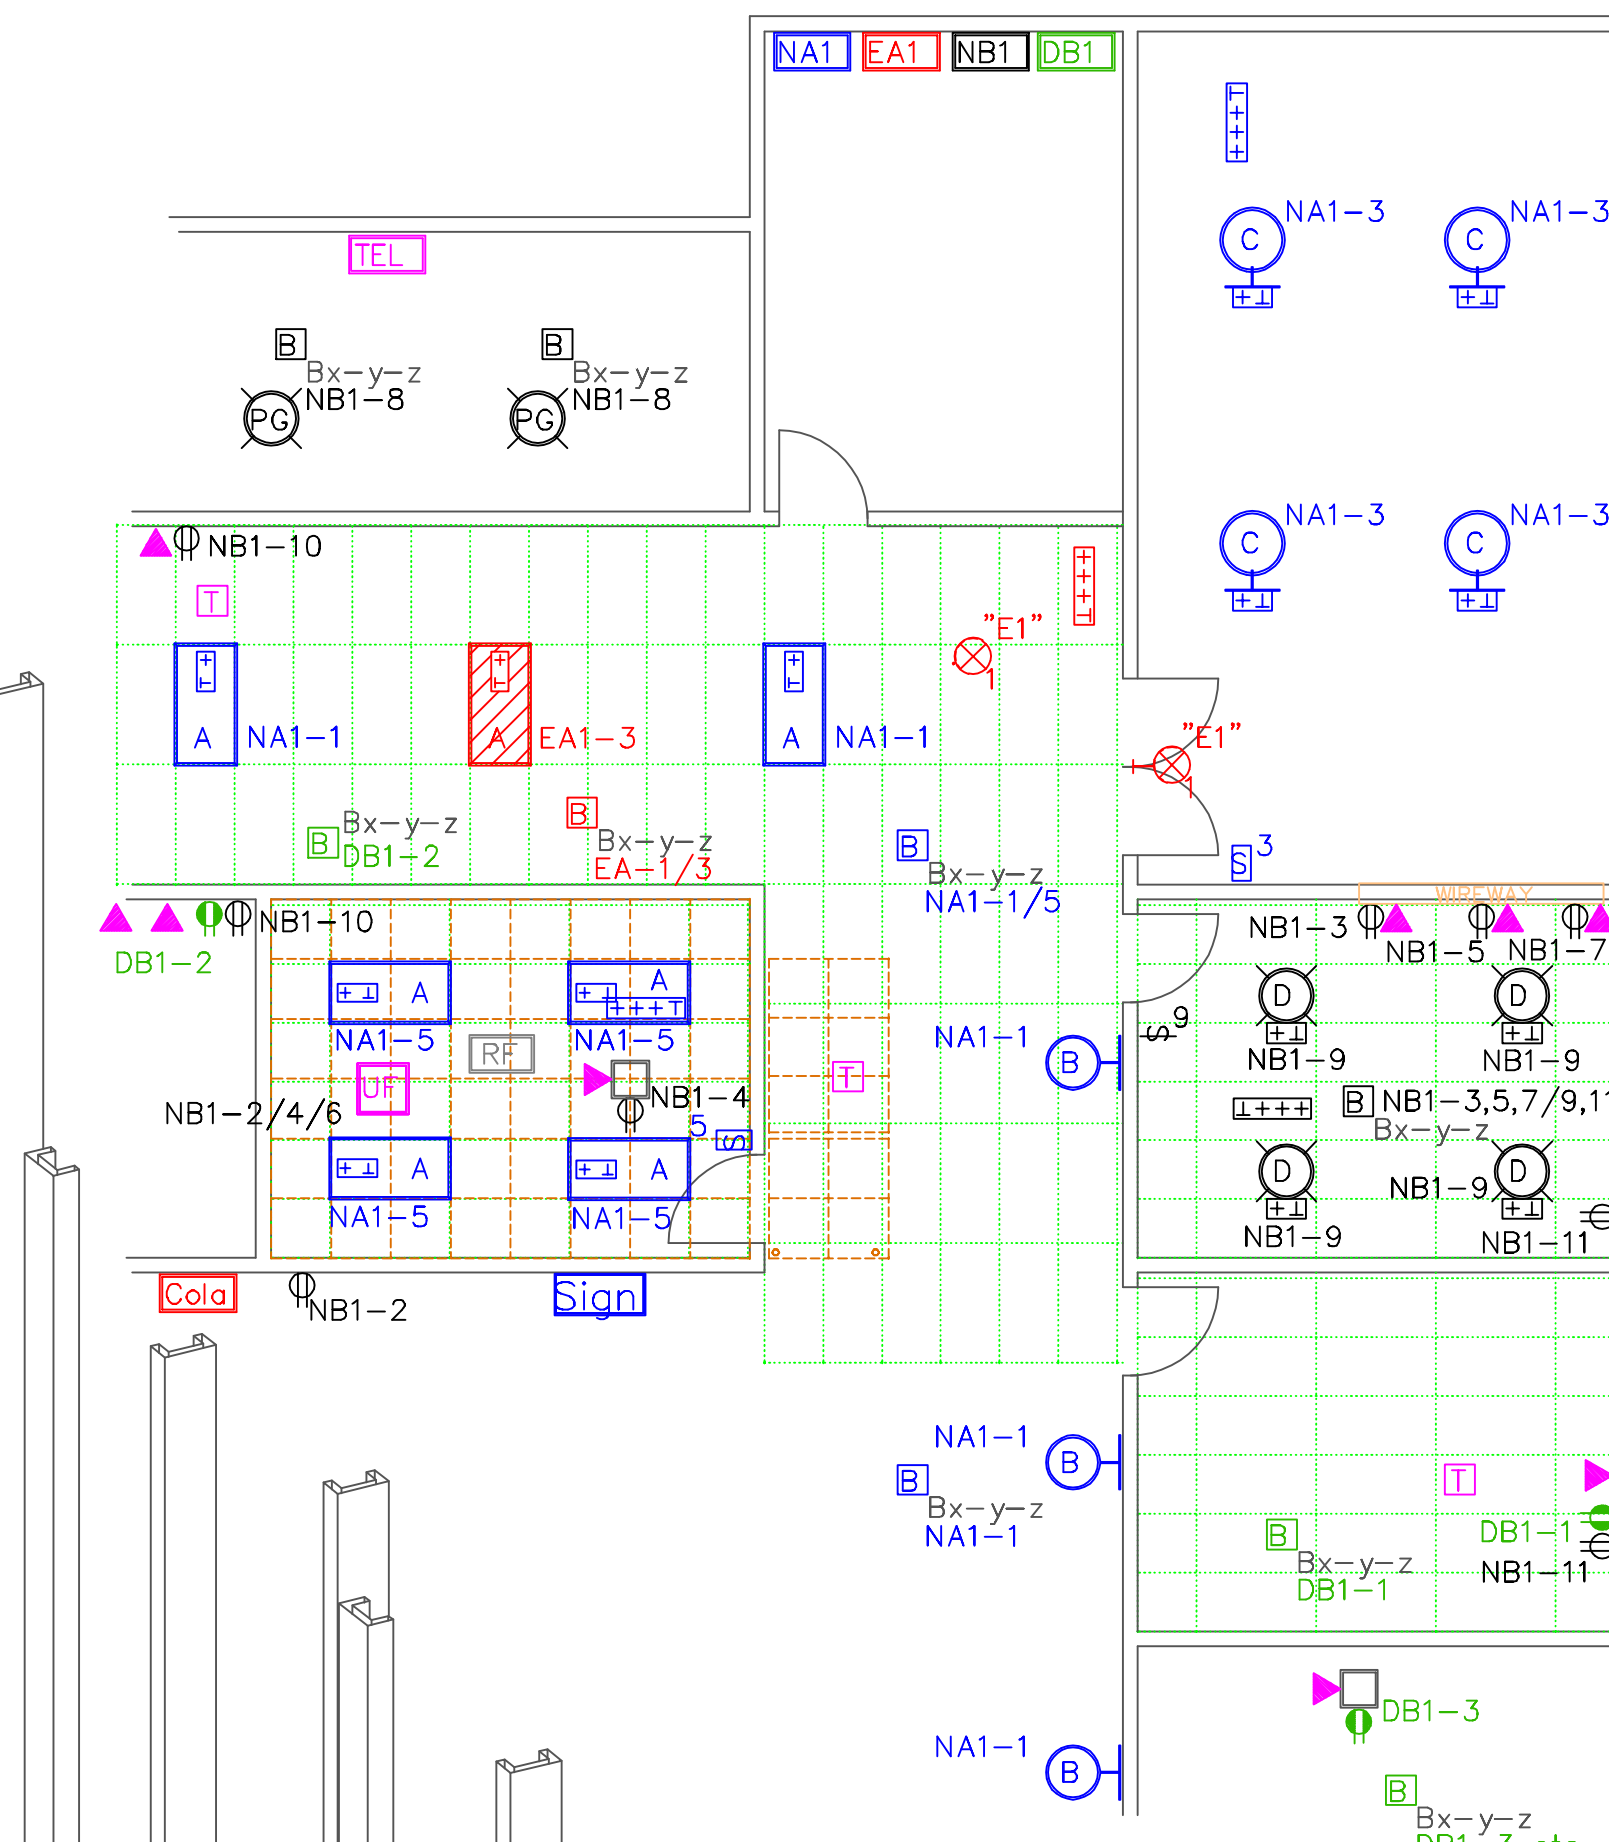 NA1 EA1 NB1 DB1
T
NA1-3 NA1-3
C C
TEL
B B
Bx-y-z Bx-y-z
NB1-8 NB1-8
PG PG
NA1-3 NA1-3
C C
NB1-10
T
"E1"
1
A NA1-1 A EA1-3 A NA1-1
"E1"
1
B Bx-y-z
DB1-2
B
Bx-y-z
EA-1/3
B
Bx-y-z
NA1-1/5
S 3
WIREWAY
NB1-10
DB1-2
NB1-3 NB1-5 NB1-7
A A
NA1-5 NA1-5
RF
UF
NB1-2/4/6
NB1-4
5
S
A A
NA1-5 NA1-5
T
NA1-1 B
S 9
D D
NB1-9 NB1-9
B NB1-3,5,7/9,11
Bx-y-z
D NB1-9 D
NB1-9 NB1-11
Cola NB1-2 Sign
NA1-1 B
B
Bx-y-z
NA1-1
T
B
Bx-y-z
DB1-1
DB1-1
NB1-11
DB1-3
NA1-1 B
B
Bx-y-z